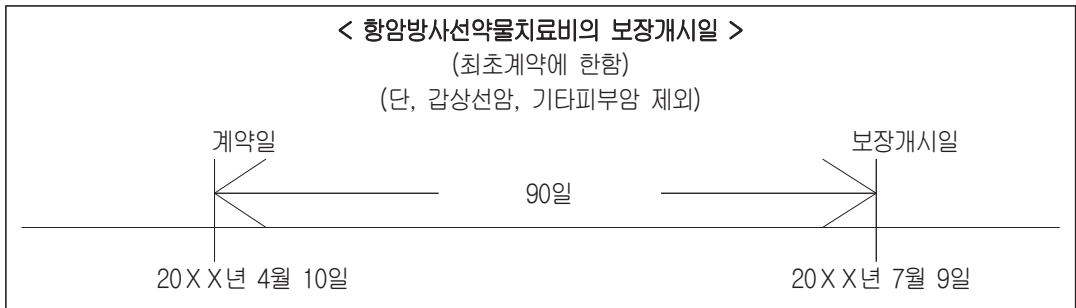 < 항암방사선약물치료비의 보장개시일 >
(최초계약에 한함)
(단, 갑상선암, 기타피부암 제외)
계약일 보장개시일
90일
20ⅩⅩ년 4월 10일 20ⅩⅩ년 7월 9일